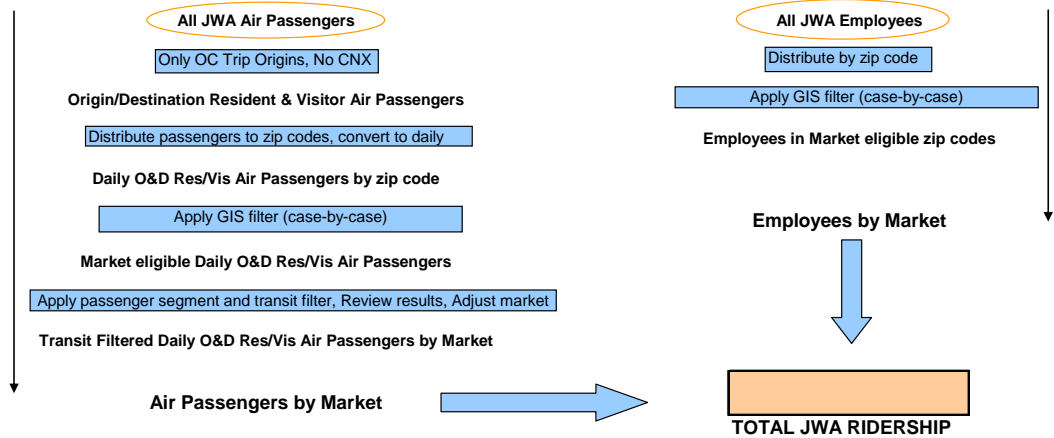 All JWA Air Passengers
Only OC Trip Origins, No CNX
Origin/Destination Resident & Visitor Air Passengers
Distribute passengers to zip codes, convert to daily
Daily O&D Res/Vis Air Passengers by zip code
Apply GIS filter (case-by-case)
Market eligible Daily O&D Res/Vis Air Passengers
Apply passenger segment and transit filter, Review results, Adjust market
Transit Filtered Daily O&D Res/Vis Air Passengers by Market
Air Passengers by Market
All JWA Employees
Distribute by zip code
Apply GIS filter (case-by-case)
Employees in Market eligible zip codes
Employees by Market
TOTAL JWA RIDERSHIP